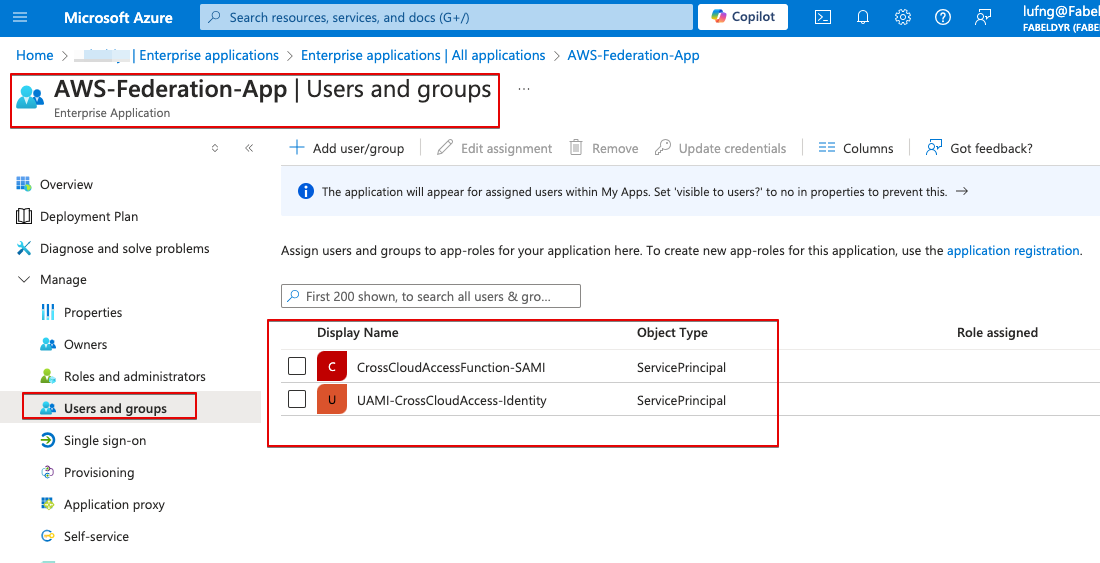 Microsoft Azure
Search resources, services, and docs (G+/)
Copilot
lufng@Fabel
FABELDYR (FABEL
Home > | Enterprise applications > Enterprise applications | All applications > AWS-Federation-App
AWS-Federation-App | Users and groups ...
Enterprise Application
Add user/group
Edit assignment
Remove
Update credentials
Columns
Got feedback?
The application will appear for assigned users within My Apps. Set 'visible to users?' to no in properties to prevent this. →
Assign users and groups to app-roles for your application here. To create new app-roles for this application, use the application registration.
First 200 shown, to search all users & gro...
Display Name Object Type Role assigned
C CrossCloudAccessFunction-SAMI ServicePrincipal
U UAMI-CrossCloudAccess-Identity ServicePrincipal
Overview
Deployment Plan
Diagnose and solve problems
Manage
Properties
Owners
Roles and administrators
Users and groups
Single sign-on
Provisioning
Application proxy
Self-service